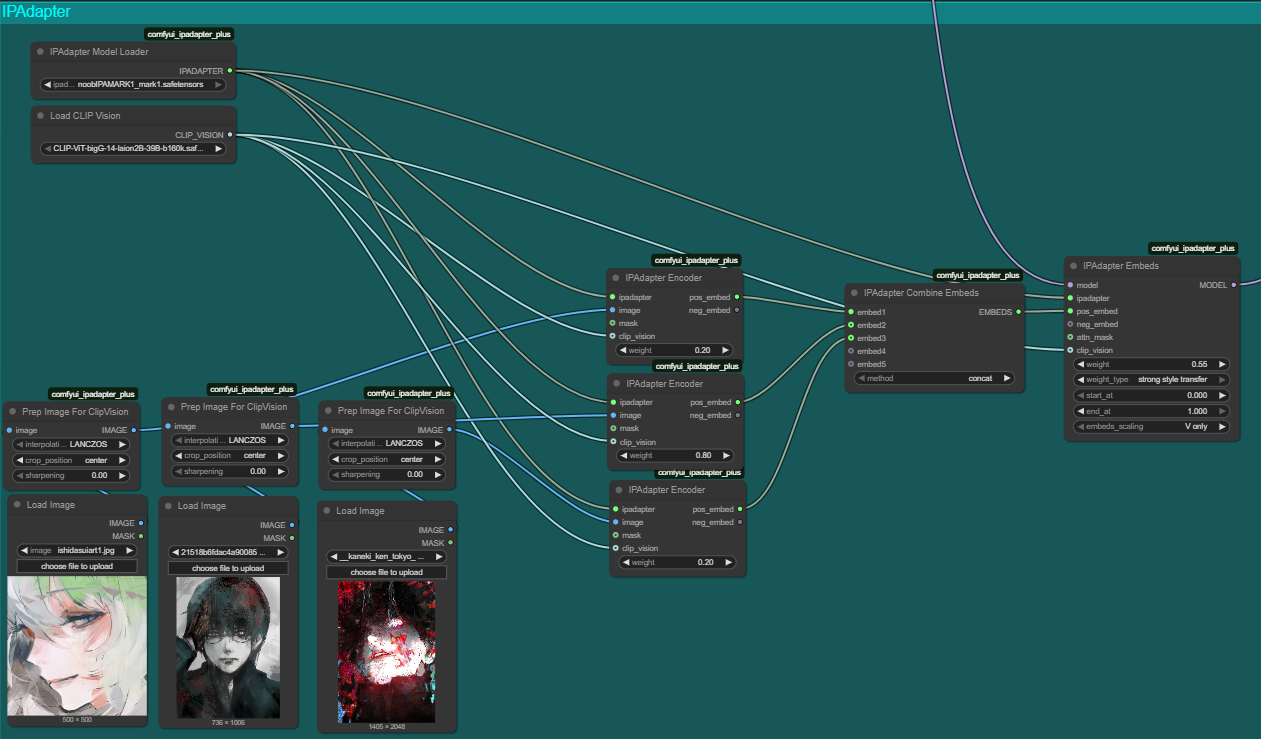 IPAdapter
comfyui_ipadapter_plus
IPAdapter Model Loader
IPADAPTER
ipad... noobIPAMARK1_mark1.safetensors
Load CLIP Vision
CLIP_VISION
CLIP-ViT-bigG-14-laion2B-39B-b160k.saf...
comfyui_ipadapter_plus
Prep Image For ClipVision
image IMAGE
interpolati... LANCZOS
crop_position center
sharpening 0.00
Load Image
IMAGE
MASK
image ishidasuiart1.jpg
choose file to upload
500 × 500
comfyui_ipadapter_plus
Prep Image For ClipVision
image IMAGE
interpolati... LANCZOS
crop_position center
sharpening 0.00
Load Image
IMAGE
MASK
21518b6fdac4a90085 ...
choose file to upload
736 × 1006
comfyui_ipadapter_plus
Prep Image For ClipVision
image IMAGE
interpolati... LANCZOS
crop_position center
sharpening 0.00
Load Image
IMAGE
MASK
__kaneki_ken_tokyo_ ...
choose file to upload
1405 × 2048
comfyui_ipadapter_plus
IPAdapter Encoder
ipadapter pos_embed
image neg_embed
mask
clip_vision
weight 0.20
comfyui_ipadapter_plus
IPAdapter Encoder
ipadapter pos_embed
image neg_embed
mask
clip_vision
weight 0.80
comfyui_ipadapter_plus
IPAdapter Encoder
ipadapter pos_embed
image neg_embed
mask
clip_vision
weight 0.20
comfyui_ipadapter_plus
IPAdapter Combine Embeds
embed1 EMBEDS
embed2
embed3
embed4
embed5
method concat
comfyui_ipadapter_plus
IPAdapter Embeds
model MODEL
ipadapter
pos_embed
neg_embed
attn_mask
clip_vision
weight 0.55
weight_type strong style transfer
start_at 0.000
end_at 1.000
embeds_scaling V only